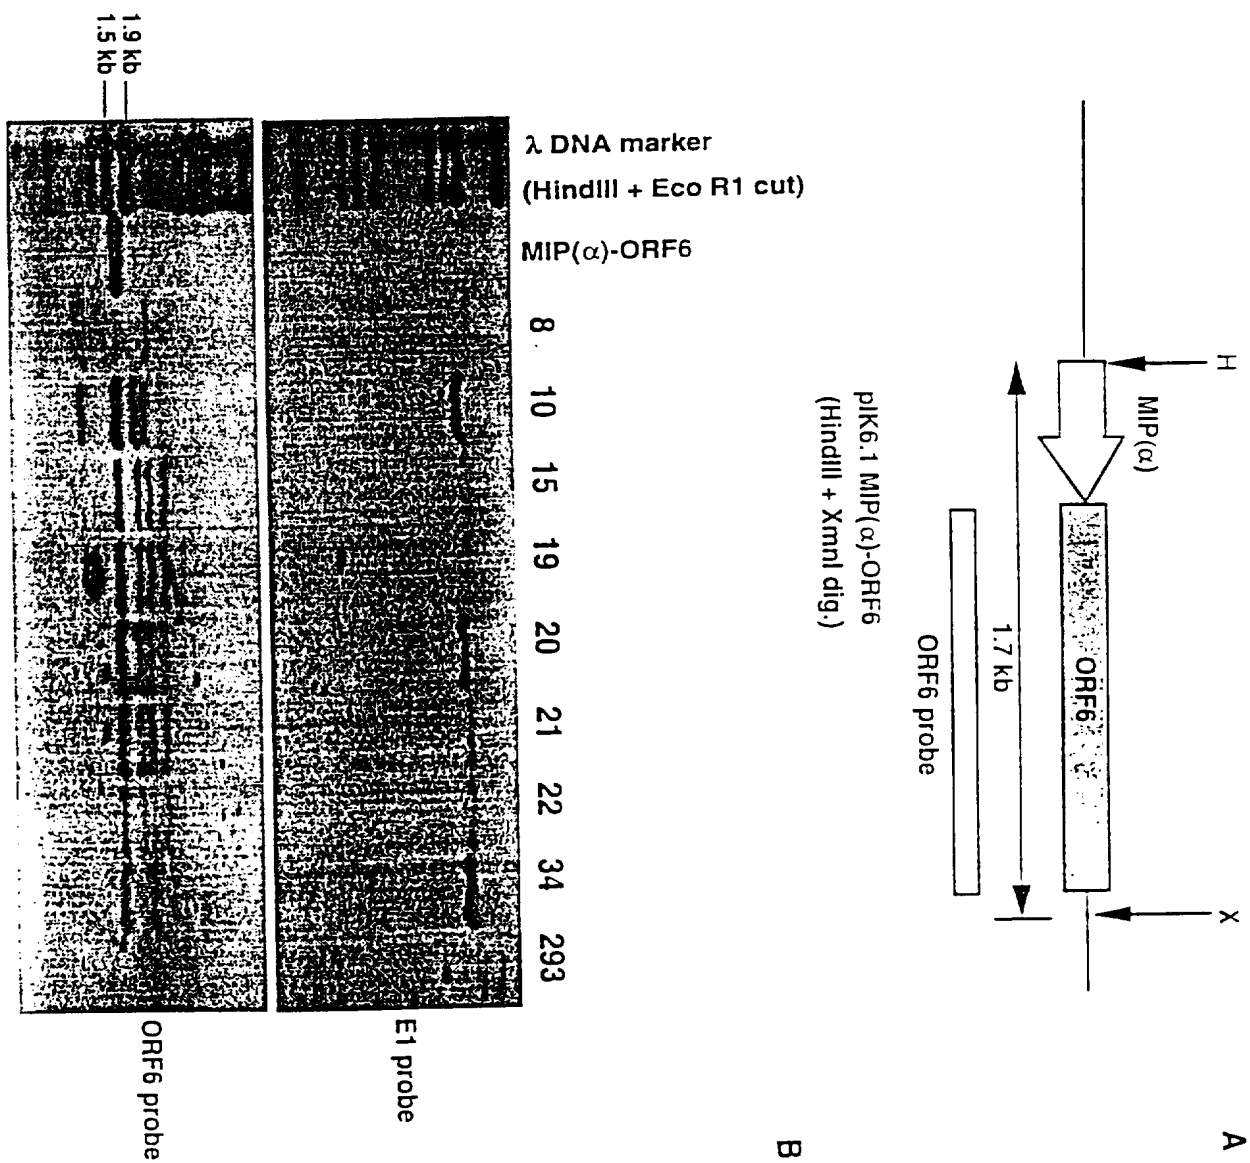 A
H
X
MIP(α)
ORF6
1.7 kb
ORF6 probe
pIK6.1 MIP(α)-ORF6
(HindIII + XmnI dig.)
B
λ DNA marker
(HindIII + Eco R1 cut)
MIP(α)-ORF6
8
10
15
19
20
21
22
34
293
E1 probe
1.9 kb
1.5 kb
ORF6 probe